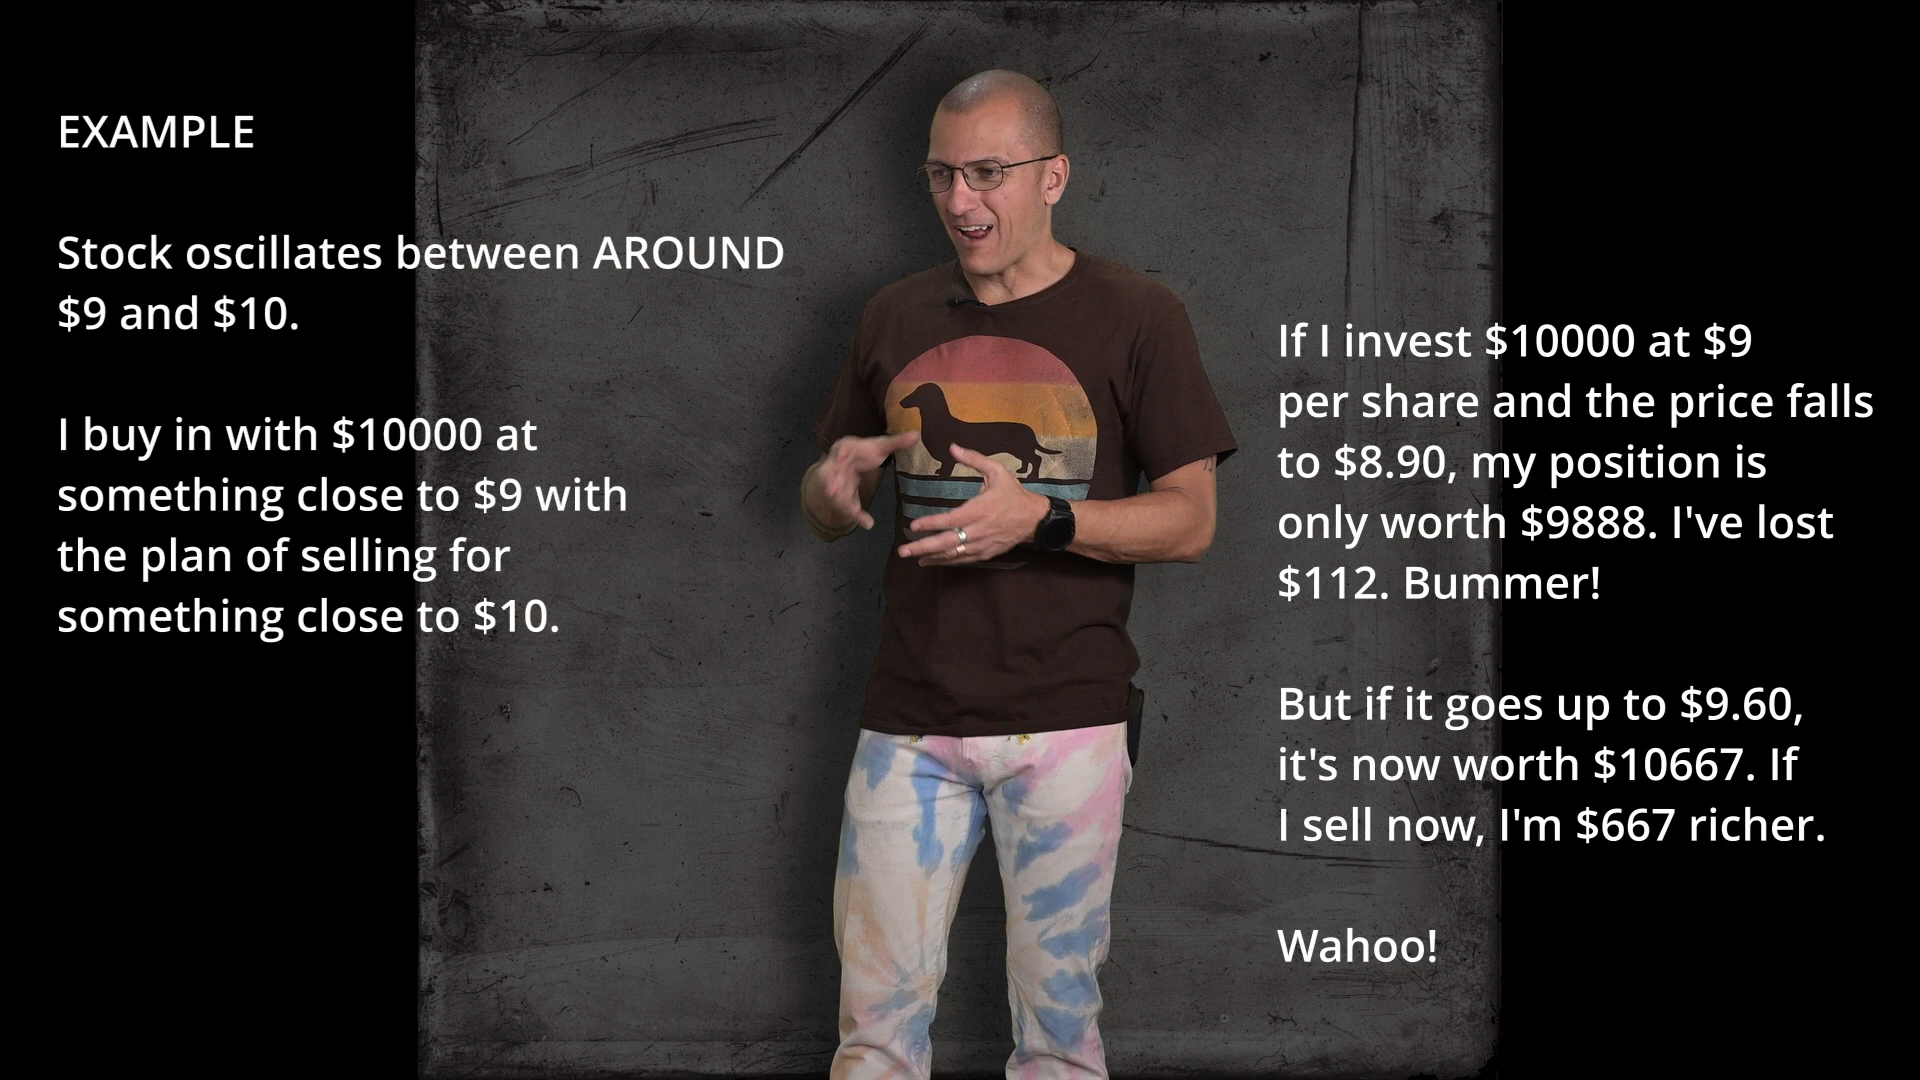 EXAMPLE
Stock oscillates between AROUND
$9 and $10.
I buy in with $10000 at
something close to $9 with
the plan of selling for
something close to $10.
If I invest $10000 at $9
per share and the price falls
to $8.90, my position is
only worth $9888. I've lost
$112. Bummer!
But if it goes up to $9.60,
it's now worth $10667. If
I sell now, I'm $667 richer.
Wahoo!